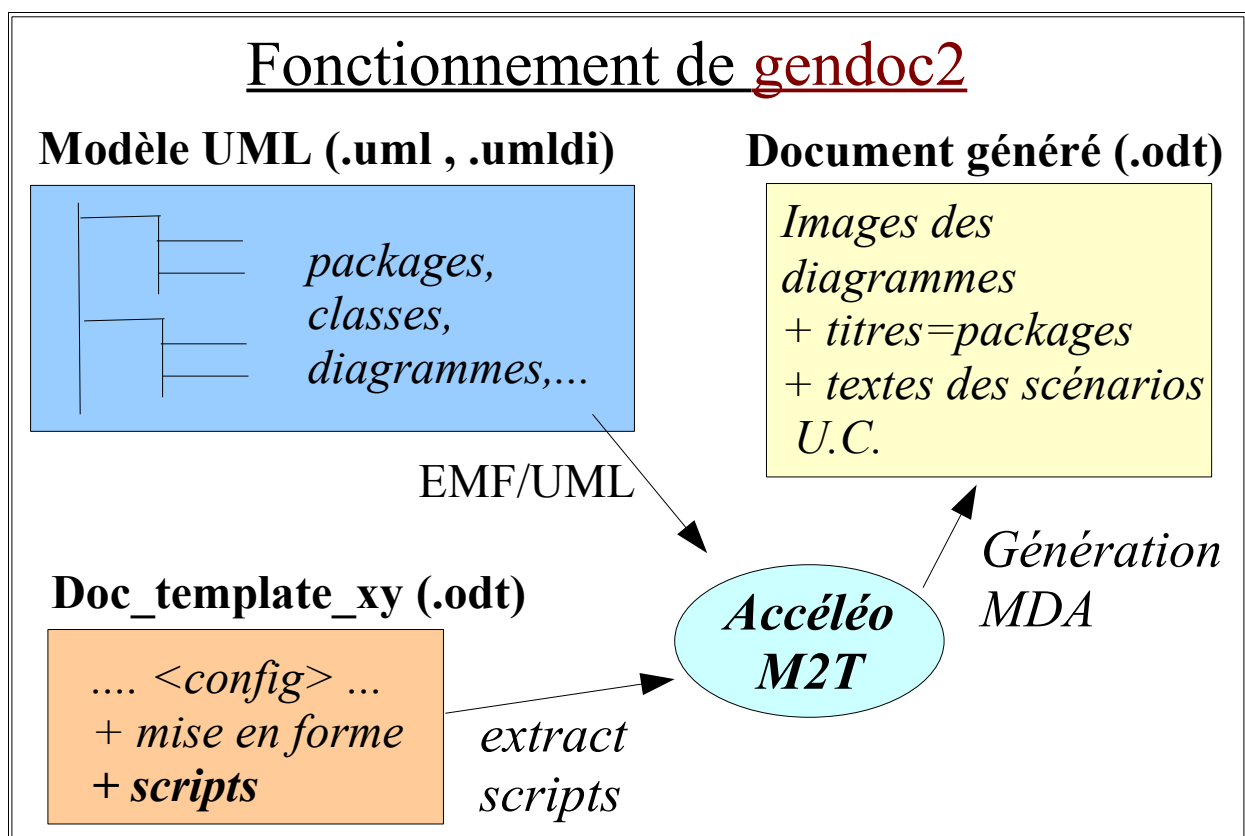 Fonctionnement de gendoc2
Modèle UML (.uml , .umldi)
packages,
classes,
diagrammes,...
Document généré (.odt)
Images des
diagrammes
+ titres=packages
+ textes des scénarios
U.C.
EMF/UML
Génération
MDA
Doc_template_xy (.odt)
.... <config> ...
+ mise en forme
+ scripts
extract
scripts
Accéléo
M2T